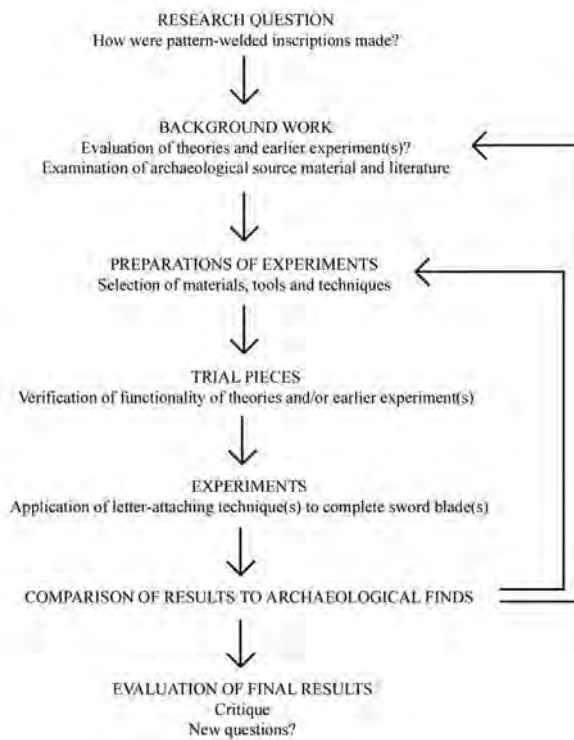 RESEARCH QUESTION
How were pattern-welded inscriptions made?
BACKGROUND WORK
Evaluation of theories and earlier experiment(s)?
Examination of archaeological source material and literature
PREPARATIONS OF EXPERIMENTS
Selection of materials, tools and techniques
TRIAL PIECES
Verification of functionality of theories and/or earlier experiment(s)
EXPERIMENTS
Application of letter-attaching technique(s) to complete sword blade(s)
COMPARISON OF RESULTS TO ARCHAEOLOGICAL FINDS
EVALUATION OF FINAL RESULTS
Critique
New questions?